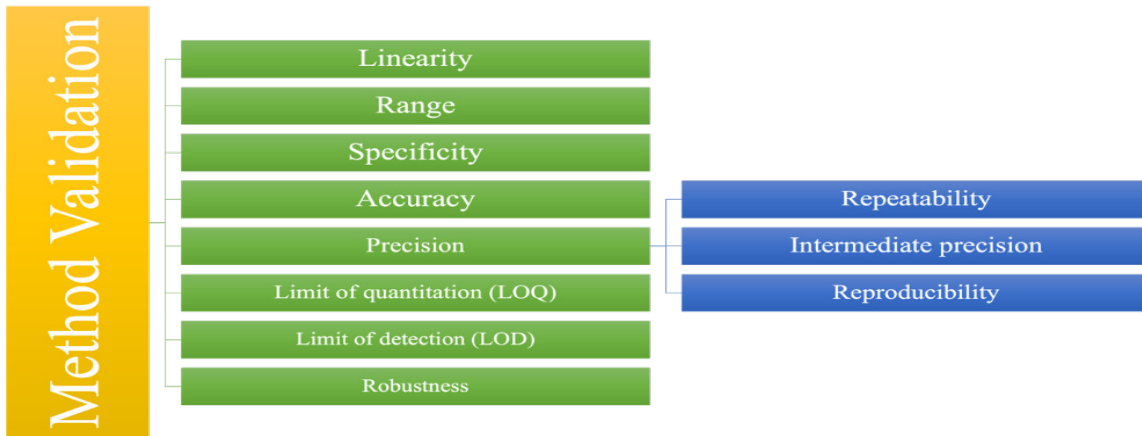 Method Validation
Linearity
Range
Specificity
Accuracy
Precision
Limit of quantitation (LOQ)
Limit of detection (LOD)
Robustness
Repeatability
Intermediate precision
Reproducibility